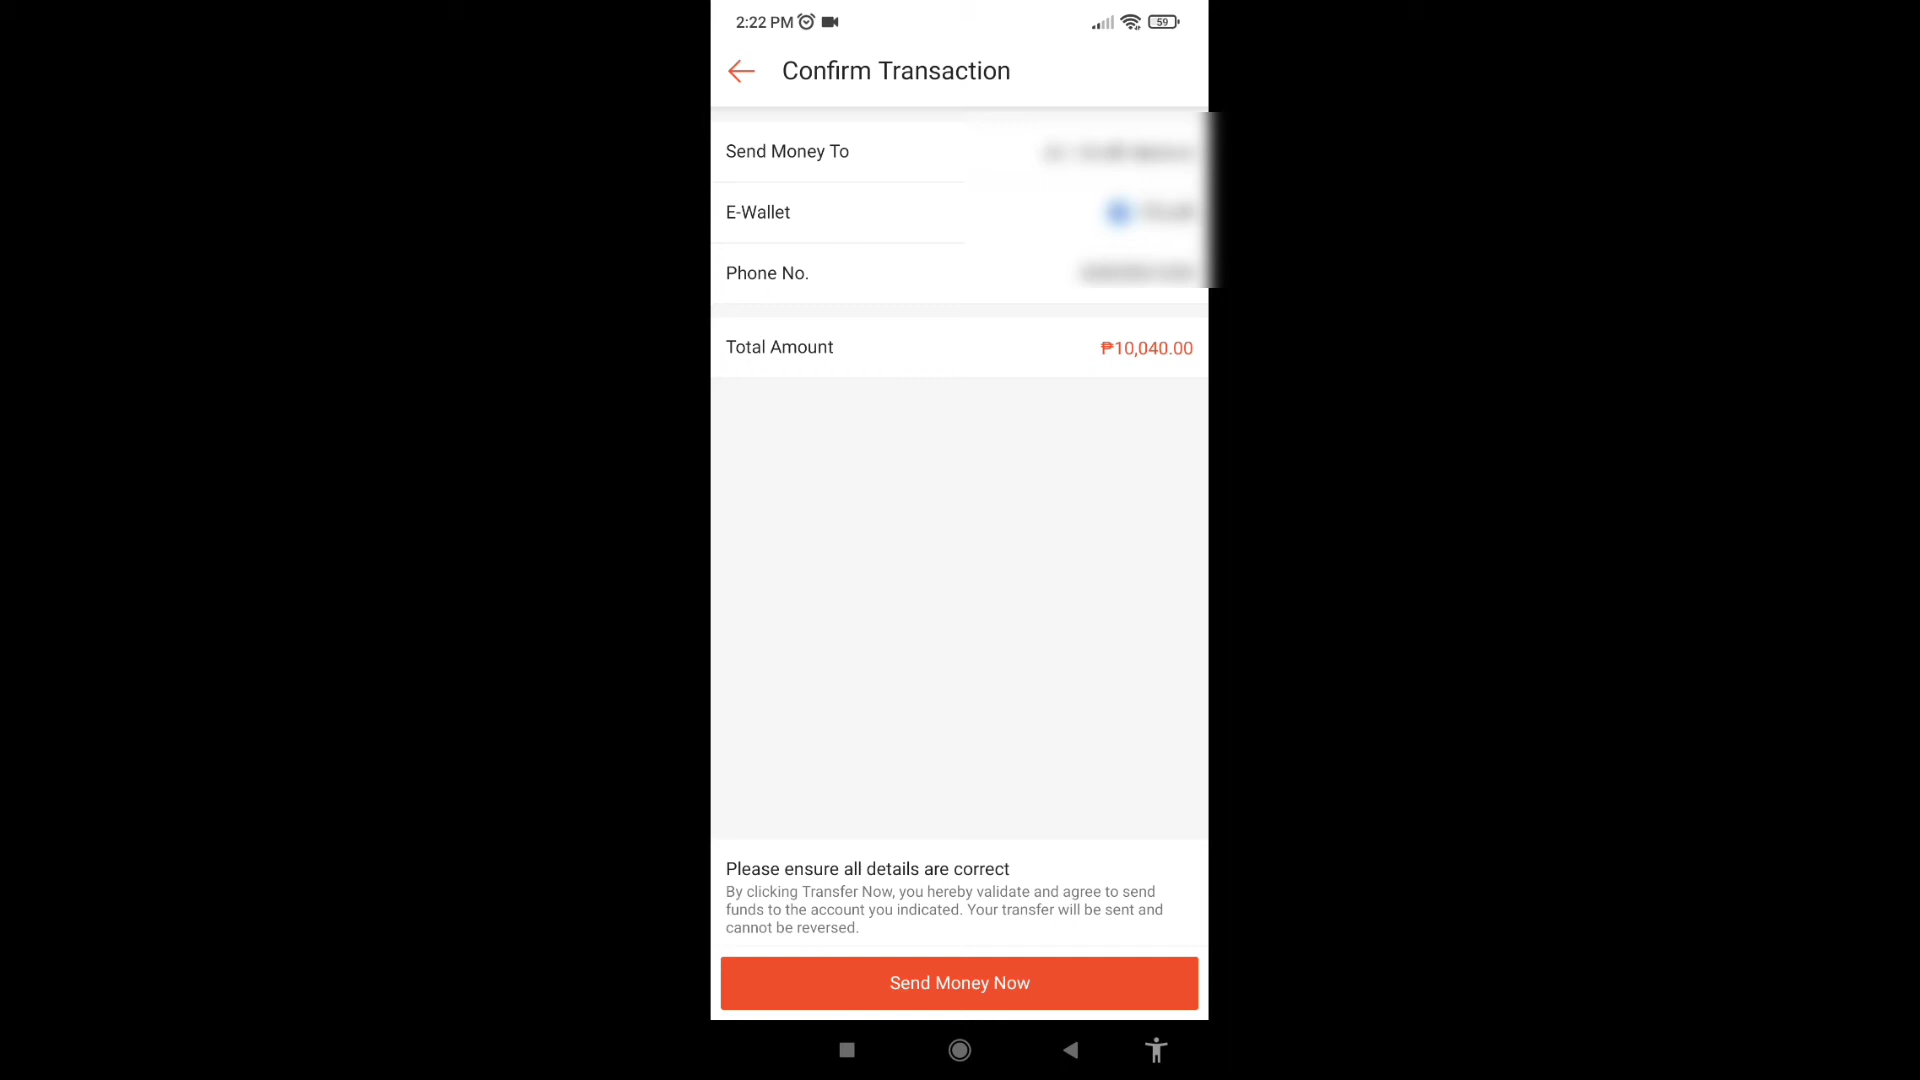 2:22 PM
59
Confirm Transaction
Send Money To
E-Wallet
Phone No.
Total Amount
₱10,040.00
Please ensure all details are correct
By clicking Transfer Now, you hereby validate and agree to send
funds to the account you indicated. Your transfer will be sent and
cannot be reversed.
Send Money Now